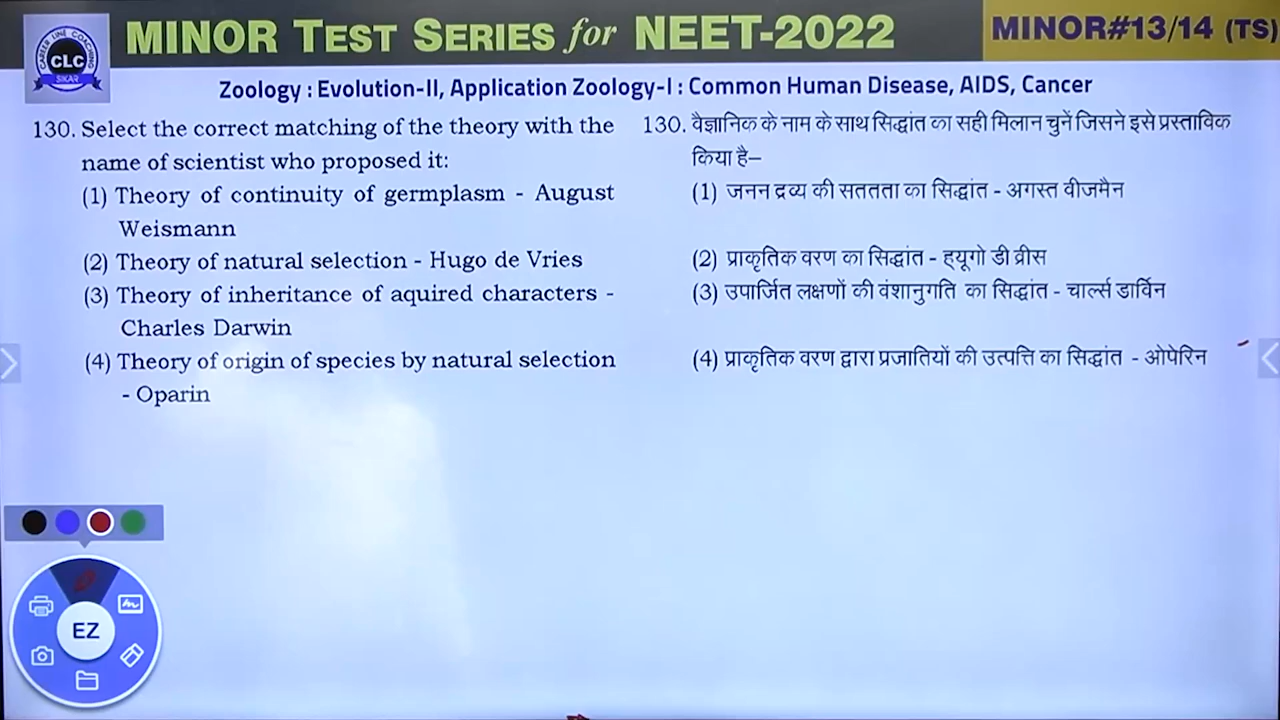 CAREER LINE COACHING
CLC
SIKAR
MINOR TEST SERIES for NEET-2022
MINOR#13/14 (TS)
Zoology : Evolution-II, Application Zoology-I : Common Human Disease, AIDS, Cancer
130. Select the correct matching of the theory with the
name of scientist who proposed it:
(1) Theory of continuity of germplasm - August
Weismann
(2) Theory of natural selection - Hugo de Vries
(3) Theory of inheritance of aquired characters -
Charles Darwin
(4) Theory of origin of species by natural selection
- Oparin
130. वैज्ञानिक के नाम के साथ सिद्धांत का सही मिलान चुनें जिसने इसे प्रस्ताविक
किया है–
(1) जनन द्रव्य की सततता का सिद्धांत - अगस्त वीजमैन
(2) प्राकृतिक वरण का सिद्धांत - ह्यूगो डी व्रीस
(3) उपार्जित लक्षणों की वंशानुगति का सिद्धांत - चार्ल्स डार्विन
(4) प्राकृतिक वरण द्वारा प्रजातियों की उत्पत्ति का सिद्धांत - ओपेरिन
EZ